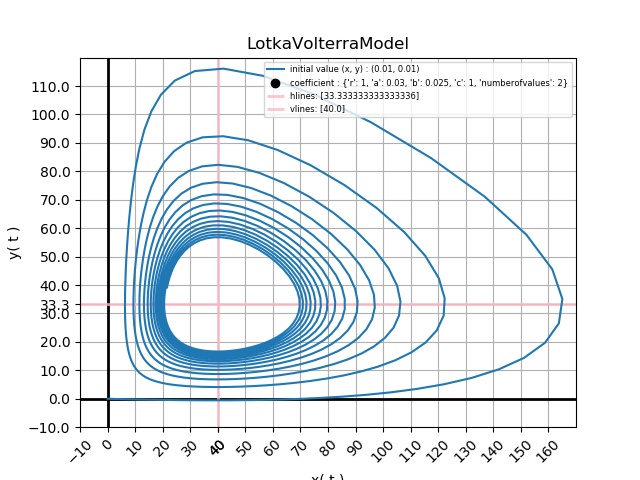 LotkaVolterraModel
initial value (x, y) : (0.01, 0.01)
coefficient : {'r': 1, 'a': 0.03, 'b': 0.025, 'c': 1, 'numberofvalues': 2}
hlines: [33.333333333333336]
vlines: [40.0]
y( t )
110.0
100.0
90.0
80.0
70.0
60.0
50.0
40.0
33.3
30.0
20.0
10.0
0.0
−10.0
−10 0 10 20 30 40 40 50 60 70 80 90 100 110 120 130 140 150 160
x( t )